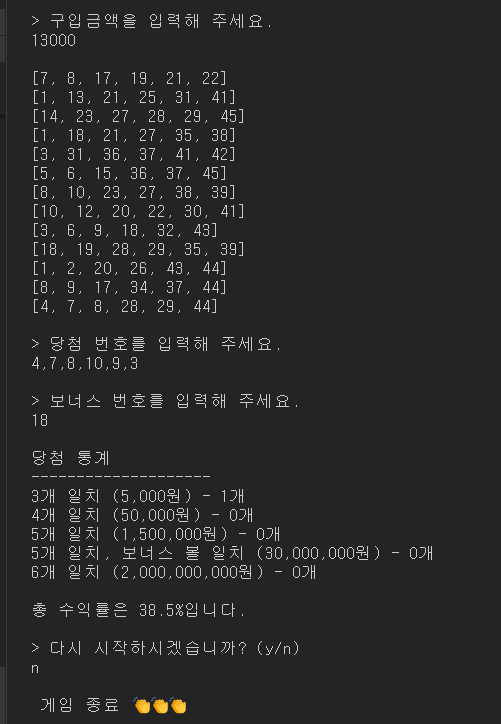 > 구입금액을 입력해 주세요.
13000
[7, 8, 17, 19, 21, 22]
[1, 13, 21, 25, 31, 41]
[14, 23, 27, 28, 29, 45]
[1, 18, 21, 27, 35, 38]
[3, 31, 36, 37, 41, 42]
[5, 6, 15, 36, 37, 45]
[8, 10, 23, 27, 38, 39]
[10, 12, 20, 22, 30, 41]
[3, 6, 9, 18, 32, 43]
[18, 19, 28, 29, 35, 39]
[1, 2, 20, 26, 43, 44]
[8, 9, 17, 34, 37, 44]
[4, 7, 8, 28, 29, 44]
> 당첨 번호를 입력해 주세요.
4,7,8,10,9,3
> 보너스 번호를 입력해 주세요.
18
당첨 통계
--------------------
3개 일치 (5,000원) - 1개
4개 일치 (50,000원) - 0개
5개 일치 (1,500,000원) - 0개
5개 일치, 보너스 볼 일치 (30,000,000원) - 0개
6개 일치 (2,000,000,000원) - 0개
총 수익률은 38.5%입니다.
> 다시 시작하시겠습니까? (y/n)
n
게임 종료 👏👏👏